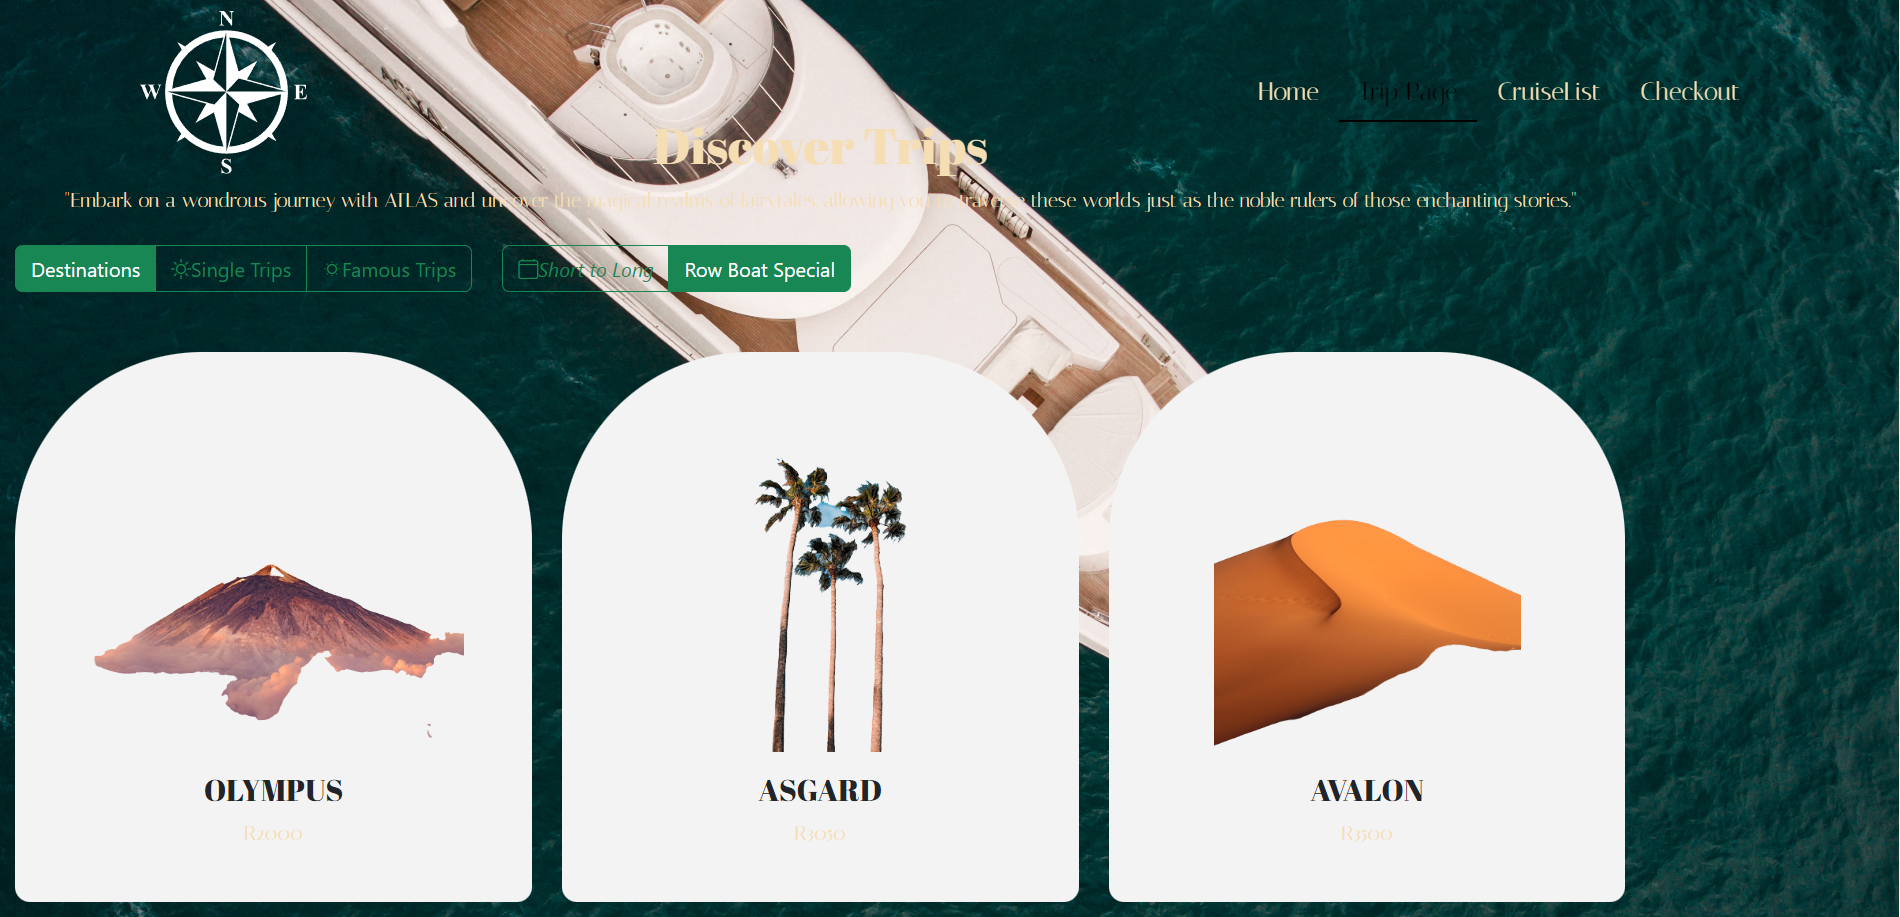 N
W E
S
Home Trip Page CruiseList Checkout
Discover Trips
"Embark on a wondrous journey with ATLAS and uncover the magical realms of fairytales, allowing you to traverse these worlds just as the noble rulers of those enchanting stories."
Destinations Single Trips Famous Trips Short to Long Row Boat Special
OLYMPUS ASGARD AVALON
R2000 R3050 R3500